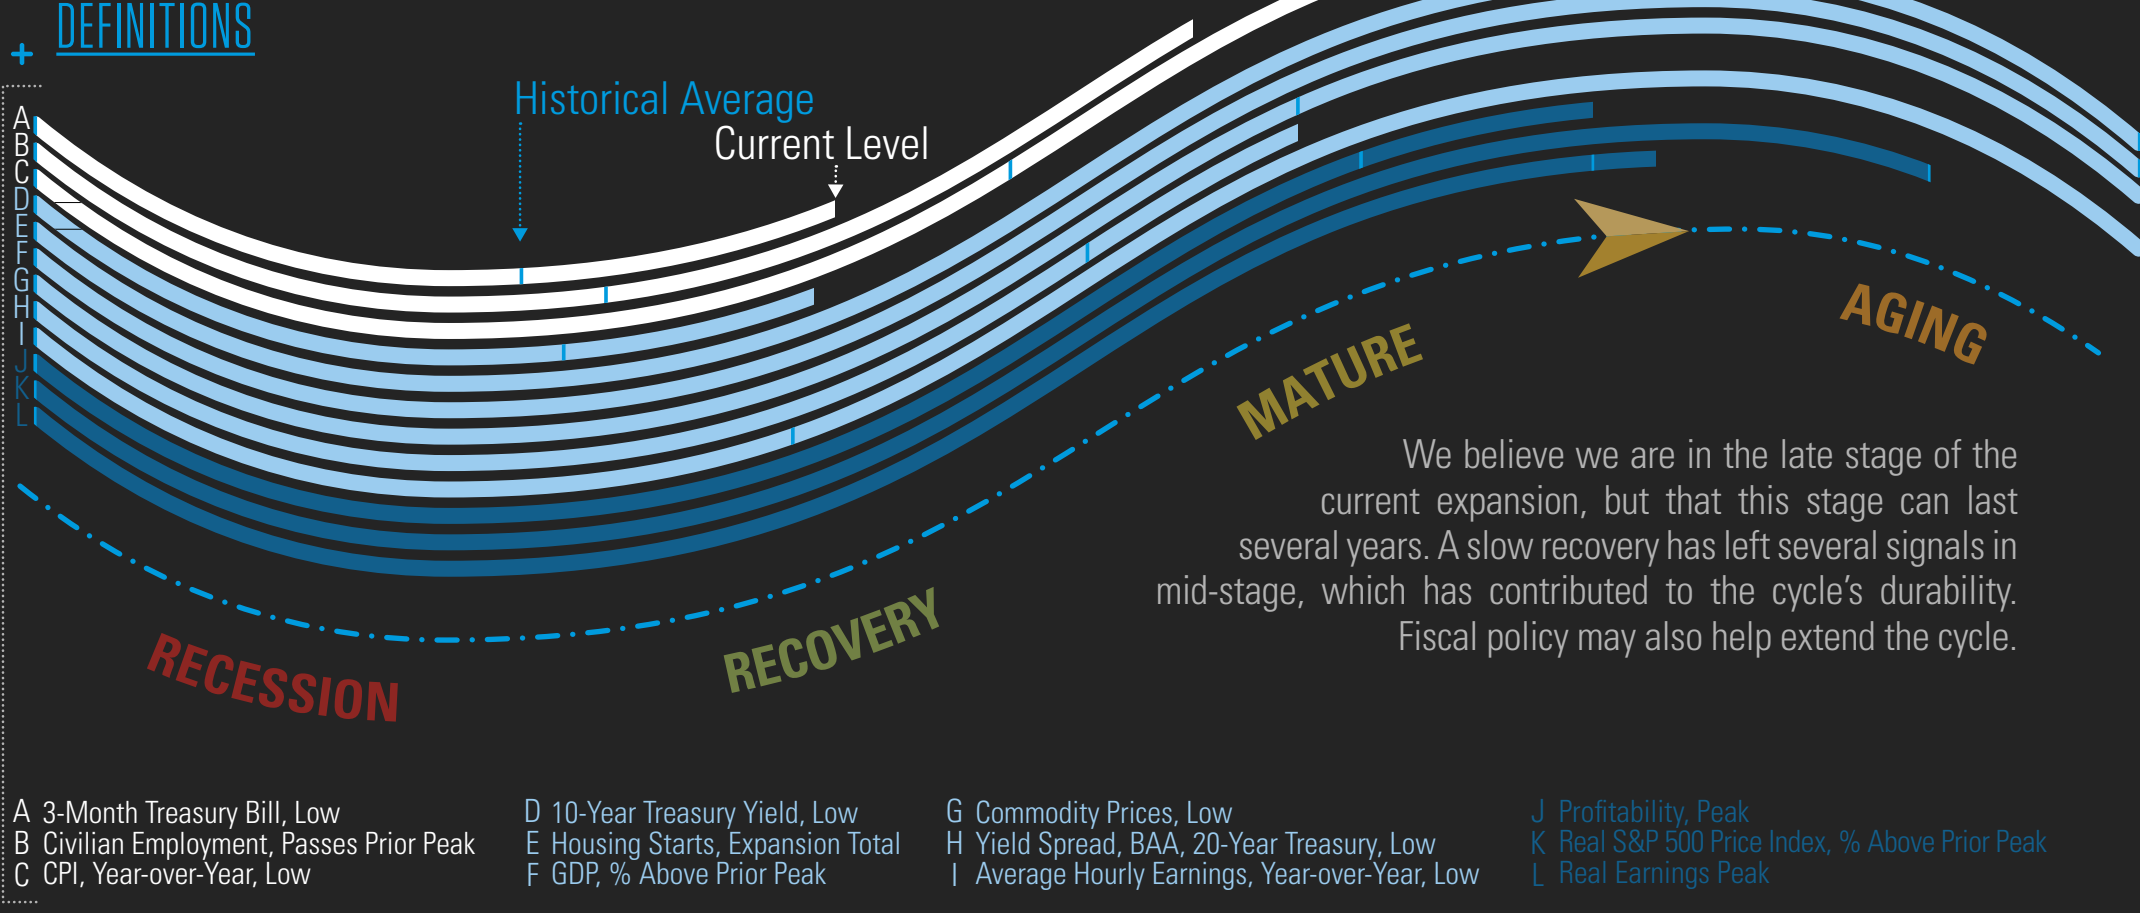 DEFINITIONS
+
Historical Average
Current Level
A
B
C
D
E
F
G
H
I
J
K
L
RECESSION
RECOVERY
MATURE
AGING
We believe we are in the late stage of the
current expansion, but that this stage can last
several years. A slow recovery has left several signals in
mid-stage, which has contributed to the cycle's durability.
Fiscal policy may also help extend the cycle.
A 3-Month Treasury Bill, Low
B Civilian Employment, Passes Prior Peak
C CPI, Year-over-Year, Low
D 10-Year Treasury Yield, Low
E Housing Starts, Expansion Total
F GDP, % Above Prior Peak
G Commodity Prices, Low
H Yield Spread, BAA, 20-Year Treasury, Low
I Average Hourly Earnings, Year-over-Year, Low
J Profitability, Peak
K Real S&P 500 Price Index, % Above Prior Peak
L Real Earnings Peak